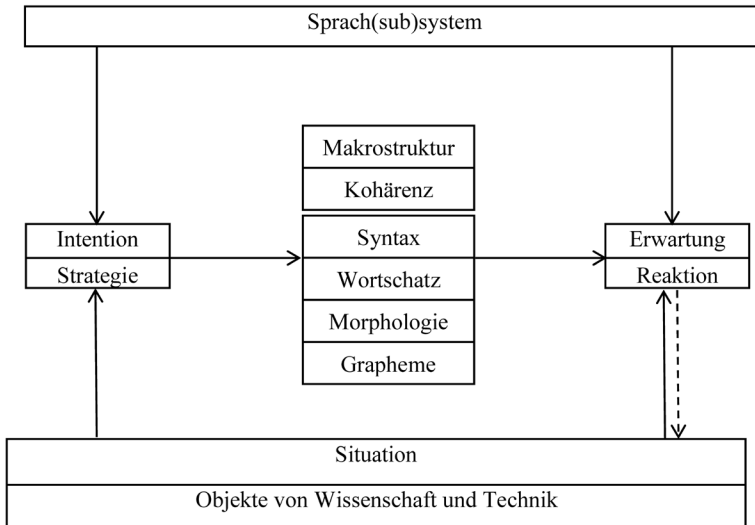 Sprach(sub)system
Makrostruktur
Kohärenz
Intention
Strategie
Syntax
Wortschatz
Morphologie
Grapheme
Erwartung
Reaktion
Situation
Objekte von Wissenschaft und Technik